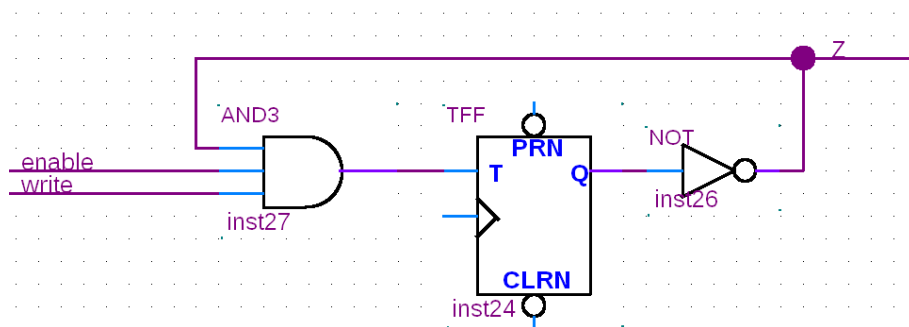 Z
AND3
TFF
NOT
PRN
enable
T
Q
write
inst26
inst27
CLRN
inst24